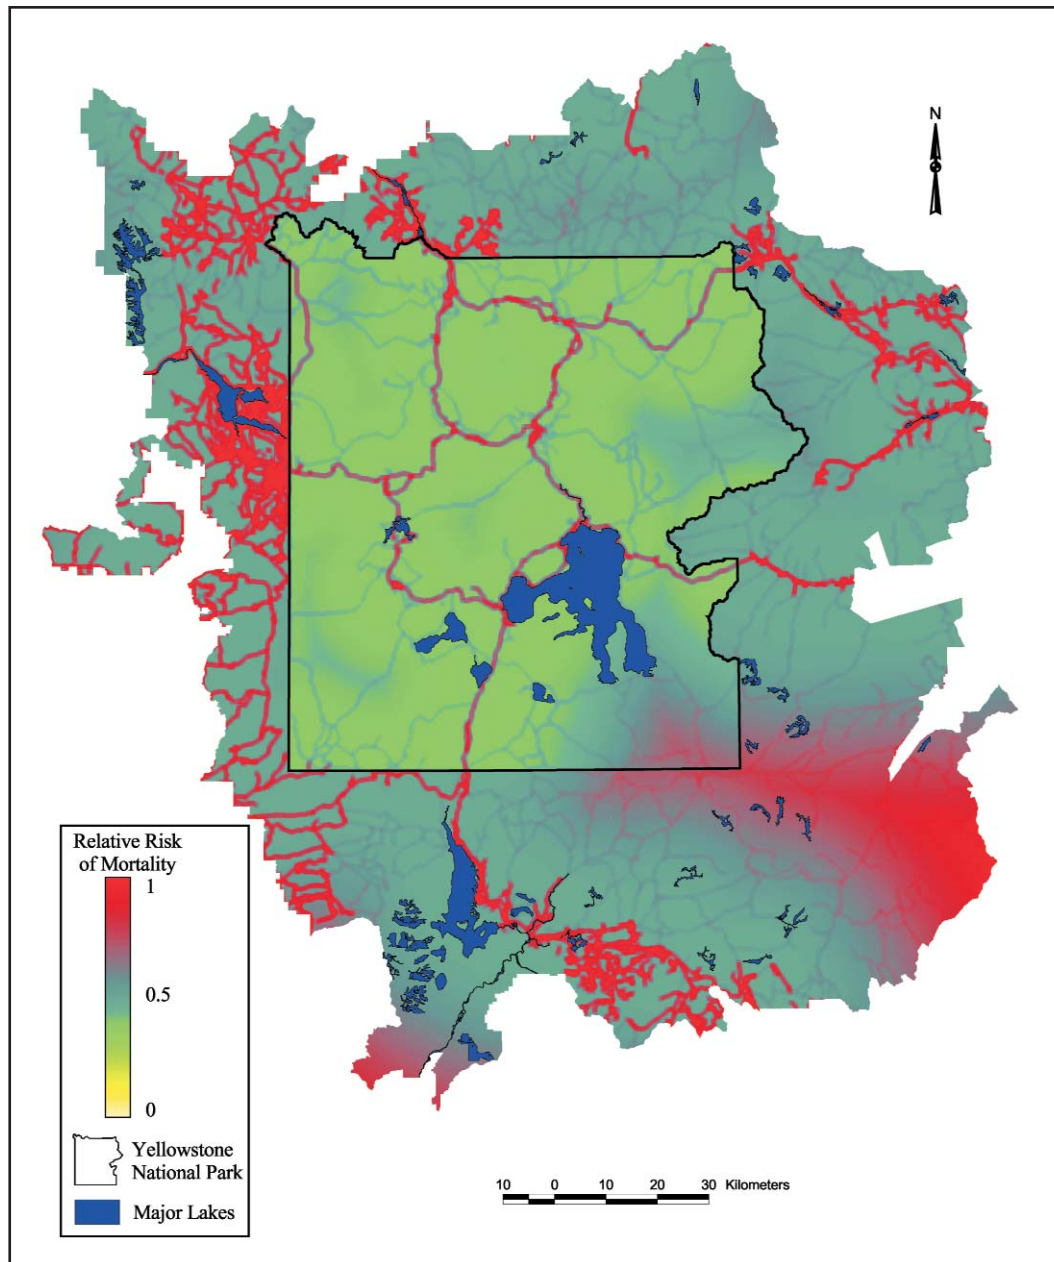 N
Relative Risk
of Mortality
1
0.5
0
Yellowstone
National Park
Major Lakes
10 0 10 20 30 Kilometers